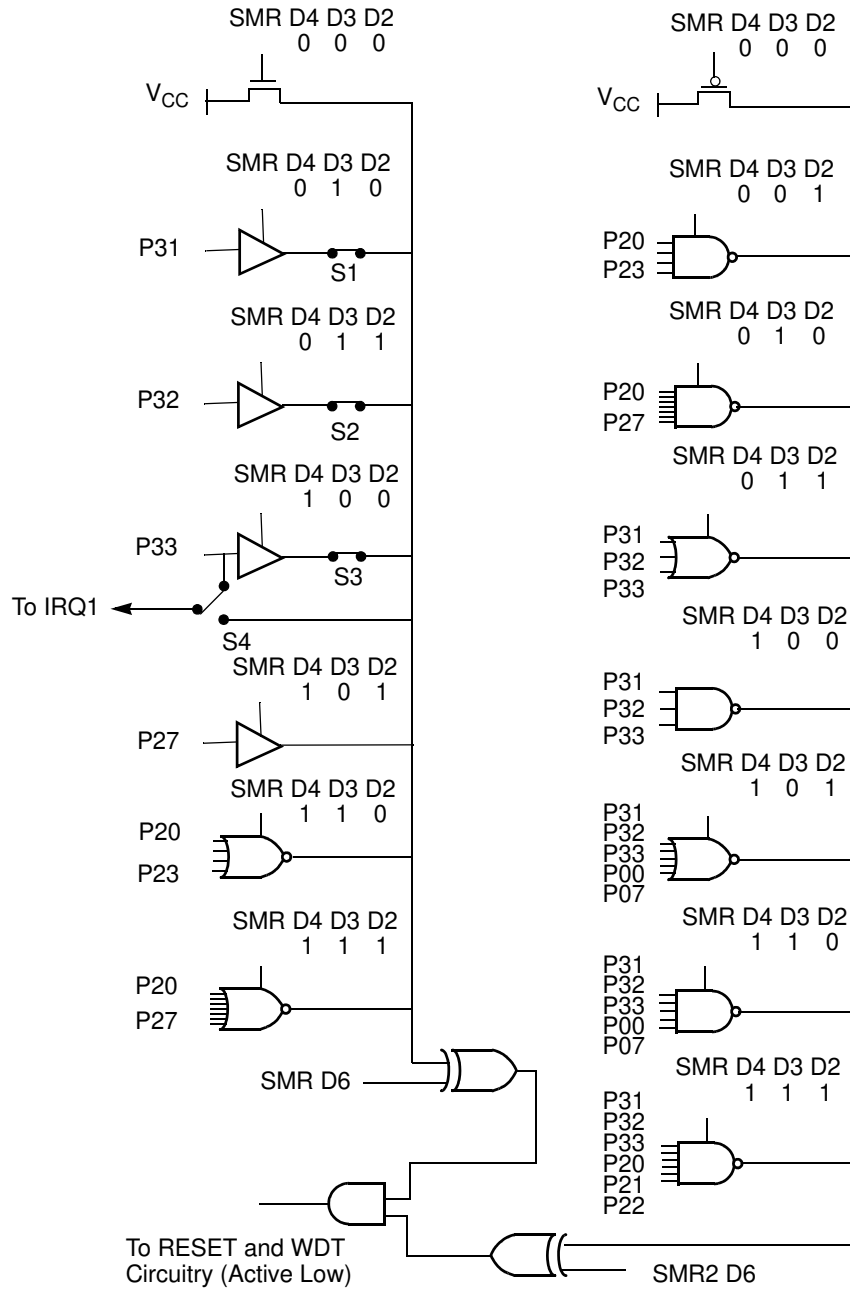 SMR D4 D3 D2
0 0 0
VCC
SMR D4 D3 D2
0 1 0
P31
S1
SMR D4 D3 D2
0 1 1
P32
S2
SMR D4 D3 D2
1 0 0
P33
S3
To IRQ1
S4
SMR D4 D3 D2
1 0 1
P27
SMR D4 D3 D2
1 1 0
P20
P23
SMR D4 D3 D2
1 1 1
P20
P27
SMR D6
To RESET and WDT
Circuitry (Active Low)
SMR D4 D3 D2
0 0 0
VCC
SMR D4 D3 D2
0 0 1
P20
P23
SMR D4 D3 D2
0 1 0
P20
P27
SMR D4 D3 D2
0 1 1
P31
P32
P33
SMR D4 D3 D2
1 0 0
P31
P32
P33
SMR D4 D3 D2
1 0 1
P31
P32
P33
P00
P07
SMR D4 D3 D2
1 1 0
P31
P32
P33
P00
P07
SMR D4 D3 D2
1 1 1
P31
P32
P33
P20
P21
P22
SMR2 D6